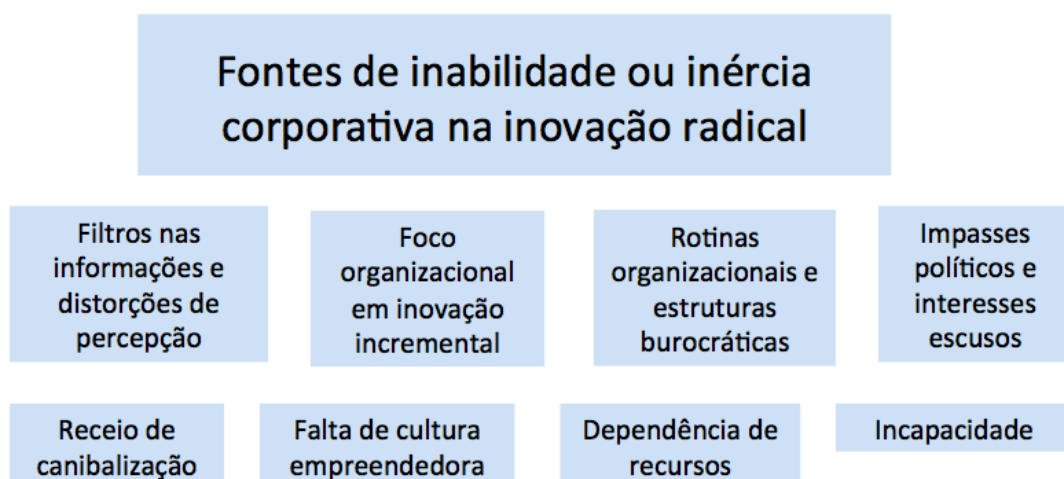 Fontes de inabilidade ou inércia
corporativa na inovação radical
Filtros nas
informações e
distorções de
percepção
Foco
organizacional
em inovação
incremental
Rotinas
organizacionais e
estruturas
burocráticas
Impasses
políticos e
interesses
escusos
Receio de
canibalização
Falta de cultura
empreendedora
Dependência de
recursos
Incapacidade